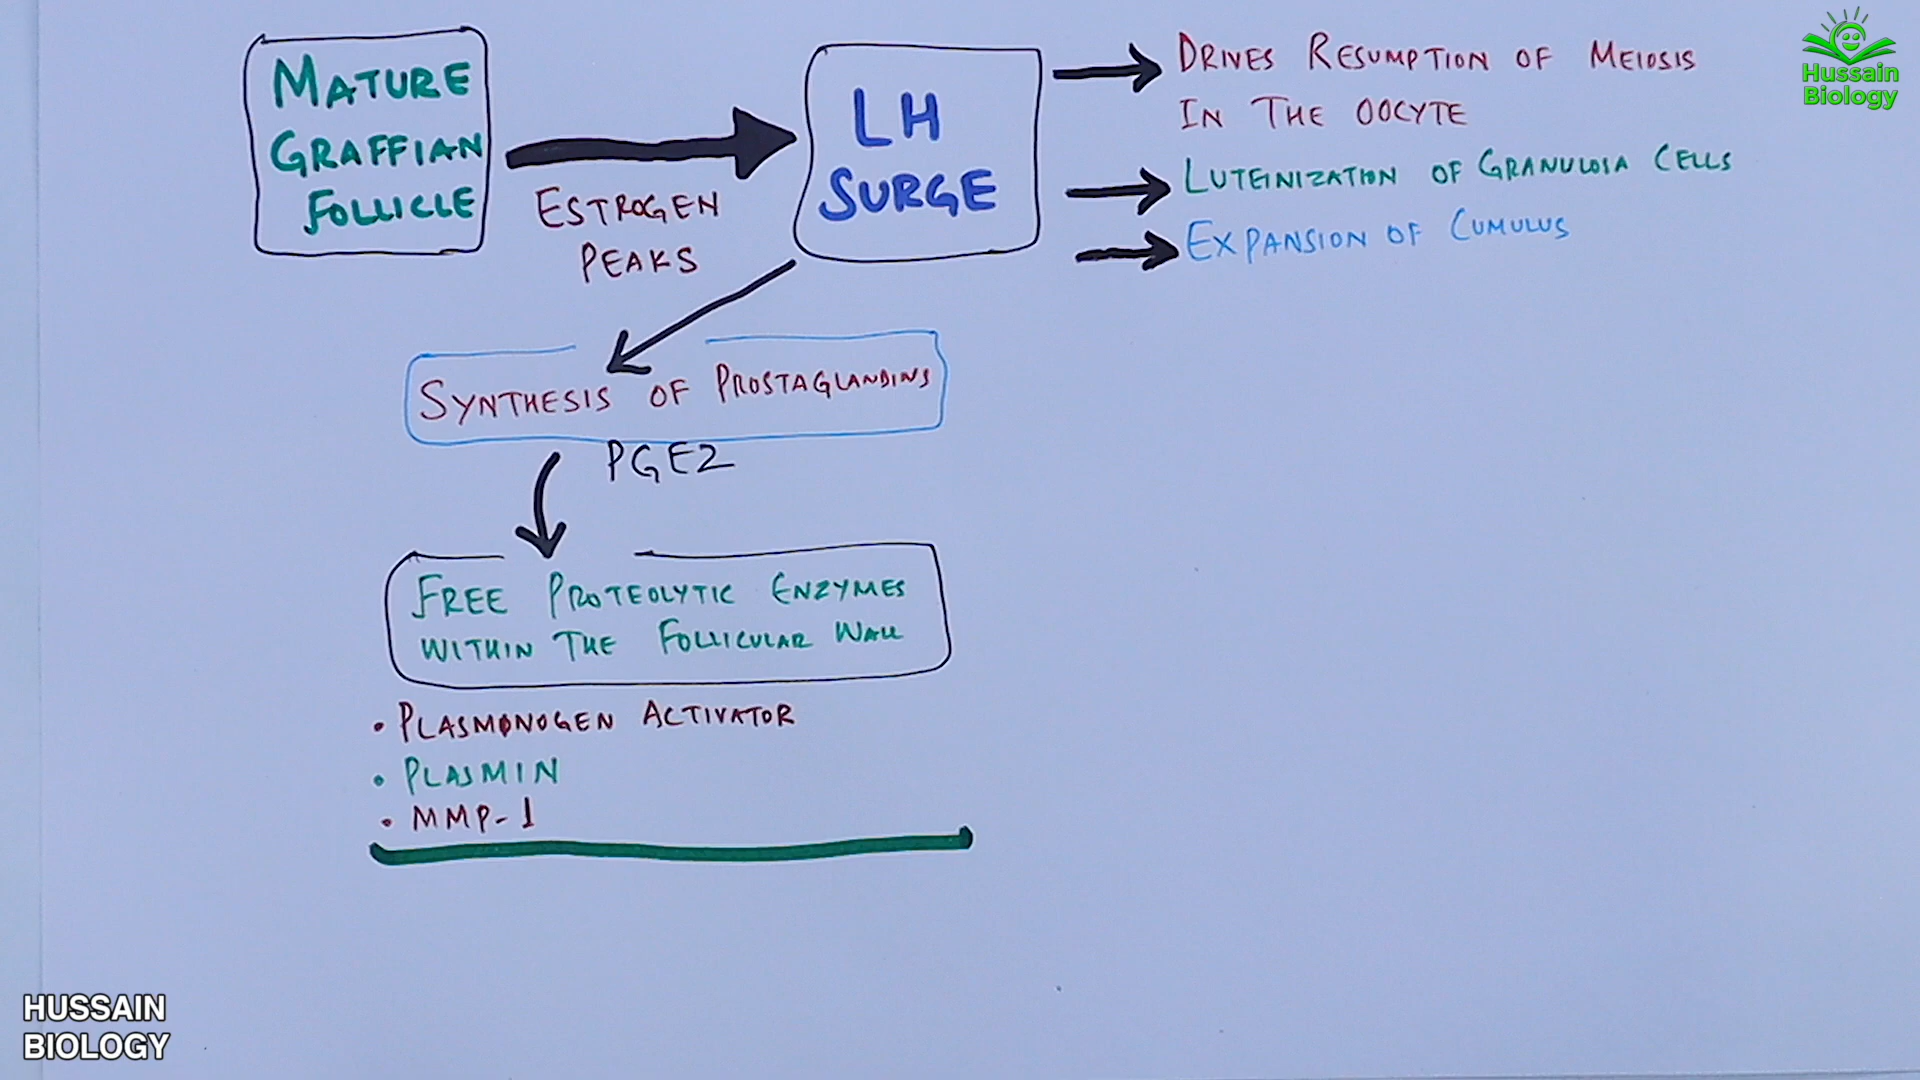 MATURE
GRAFFIAN
FOLLICLE
ESTROGEN
PEAKS
LH
SURGE
DRIVES RESUMPTION OF MEIOSIS
IN THE OOCYTE
LUTEINIZATION OF GRANULOSA CELLS
EXPANSION OF CUMULUS
SYNTHESIS OF PROSTAGLANDINS
PGE2
FREE PROTEOLYTIC ENZYMES
WITHIN THE FOLLICULAR WALL
• PLASMONOGEN ACTIVATOR
• PLASMIN
• MMP-1
Hussain
Biology
HUSSAIN
BIOLOGY